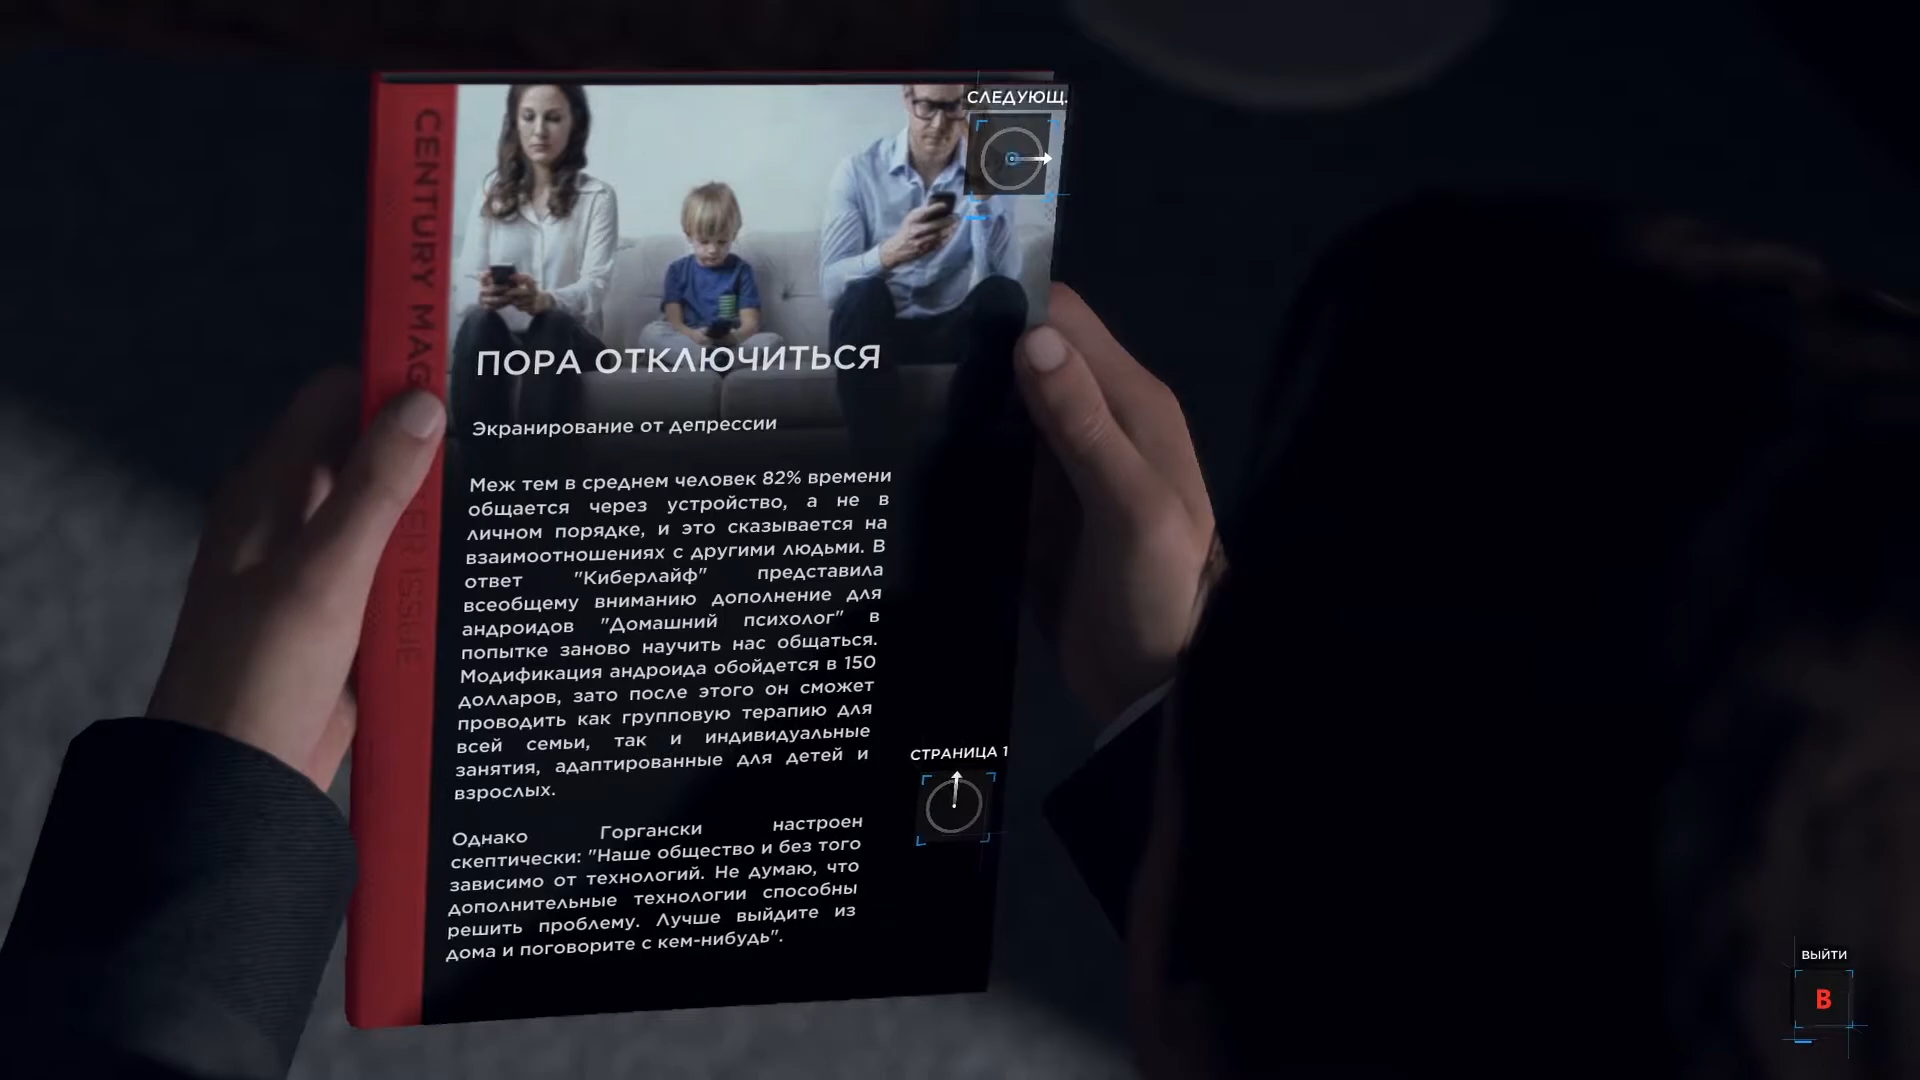 СЛЕДУЮЩ.
CENTURY MAG
ER ISSUE
ПОРА ОТКЛЮЧИТЬСЯ
Экранирование от депрессии
Меж тем в среднем человек 82% времени
общается через устройство, а не в
личном порядке, и это сказывается на
взаимоотношениях с другими людьми. В
ответ "Киберлайф" представила
всеобщему вниманию дополнение для
андроидов "Домашний психолог" в
попытке заново научить нас общаться.
Модификация андроида обойдется в 150
долларов, зато после этого он сможет
проводить как групповую терапию для
всей семьи, так и индивидуальные
занятия, адаптированные для детей и
взрослых.
Однако Горгански настроен
скептически: "Наше общество и без того
зависимо от технологий. Не думаю, что
дополнительные технологии способны
решить проблему. Лучше выйдите из
дома и поговорите с кем-нибудь".
СТРАНИЦА 1
ВЫЙТИ
B